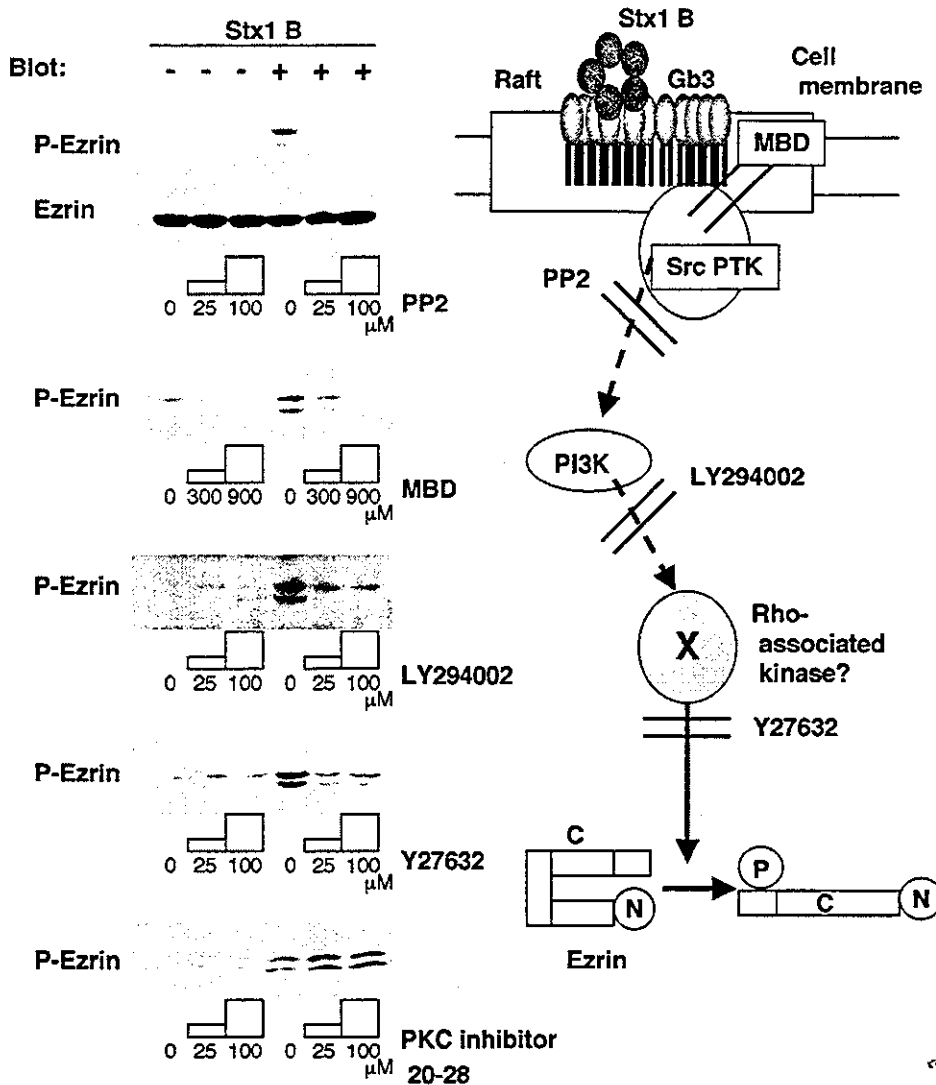 Stx1 B
Blot: - - - + + +
P-Ezrin
Ezrin
0 25 100 0 25 100 PP2
µM
P-Ezrin
0 300 900 0 300 900 MBD
µM
P-Ezrin
0 25 100 0 25 100 LY294002
µM
P-Ezrin
0 25 100 0 25 100 Y27632
µM
P-Ezrin
0 25 100 0 25 100 PKC inhibitor
µM 20-28
Stx1 B
Raft Gb3 Cell
membrane
MBD
Src PTK
PP2
PI3K
LY294002
X
Rho-
associated
kinase?
Y27632
C
N
Ezrin
P
C
N